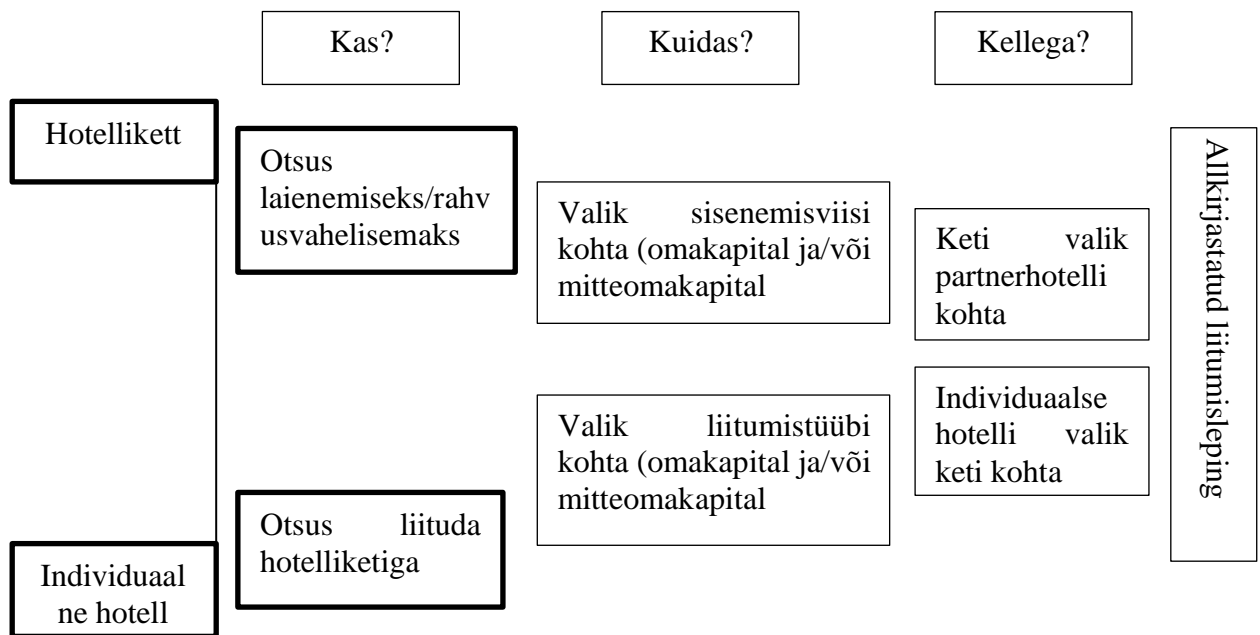 Kas?
Kuidas?
Kellega?
Hotellikett
Otsus
laienemiseks/rahv
usvahelisemaks
Valik sisenemisviisi
kohta (omakapital ja/või
mitteomakapital
Keti valik
partnerhotelli
kohta
Allkirjastatud liitumisleping
Individuaalse
hotelli valik
keti kohta
Valik liitumistüübi
kohta (omakapital ja/või
mitteomakapital
Otsus liituda
hotelliketiga
Individuaal
ne hotell